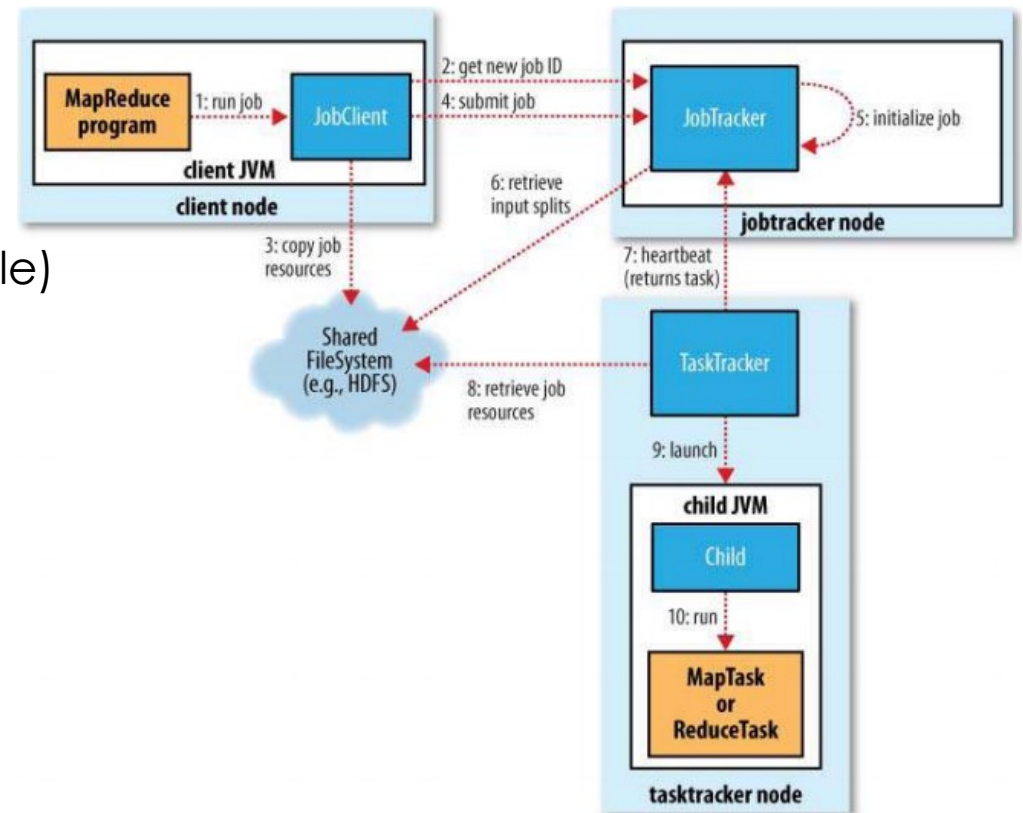 MapReduce
program
1: run job
JobClient
client JVM
client node
2: get new job ID
4: submit job
JobTracker
5: initialize job
jobtracker node
3: copy job
resources
6: retrieve
input splits
7: heartbeat
(returns task)
le)
Shared
FileSystem
(e.g., HDFS)
TaskTracker
8: retrieve job
resources
9: launch
child JVM
Child
10: run
MapTask
or
ReduceTask
tasktracker node